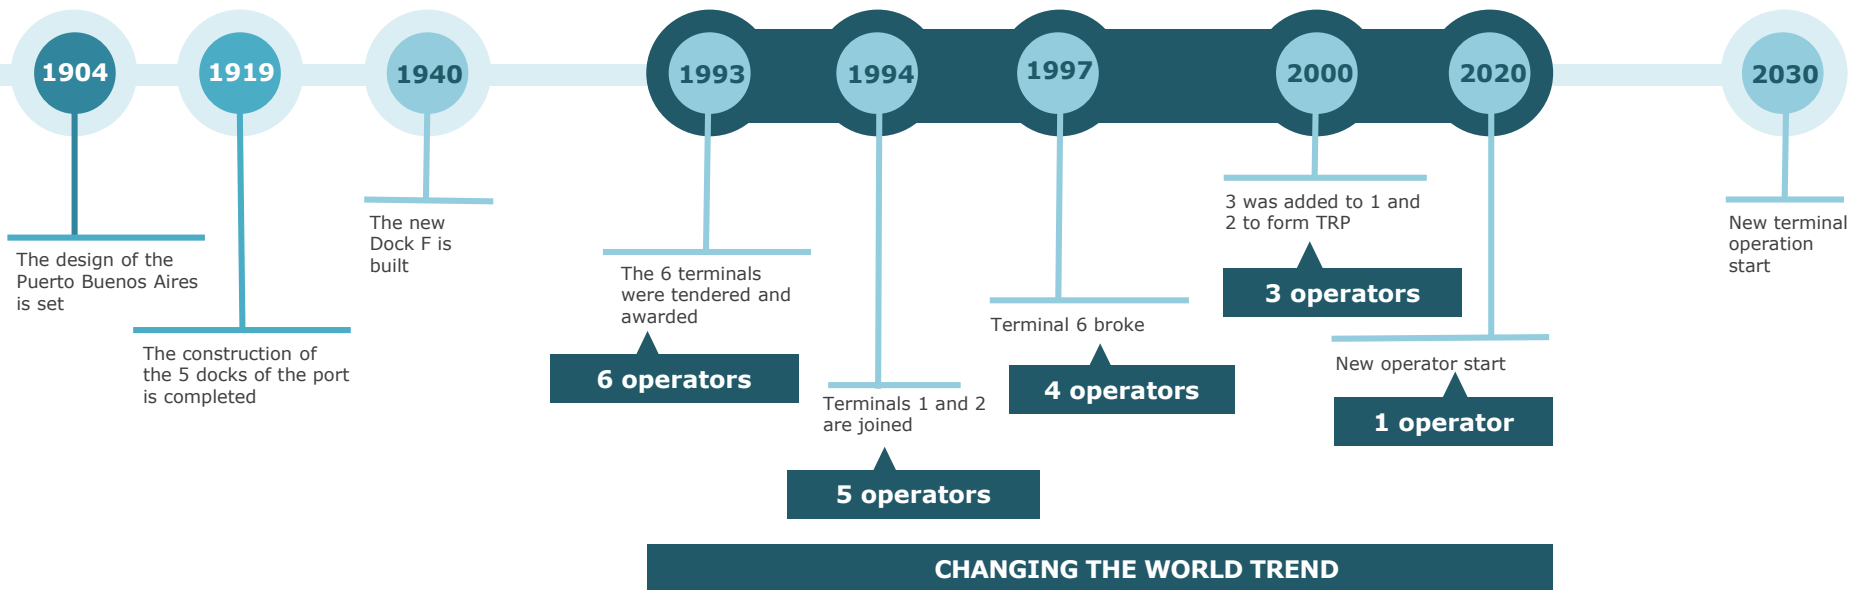 1904
1919
1940
1993
1994
1997
2000
2020
2030
The design of the
Puerto Buenos Aires
is set
The construction of
the 5 docks of the port
is completed
The new
Dock F is
built
The 6 terminals
were tendered and
awarded
6 operators
Terminals 1 and 2
are joined
5 operators
Terminal 6 broke
4 operators
3 was added to 1 and
2 to form TRP
3 operators
New operator start
1 operator
New terminal
operation
start
CHANGING THE WORLD TREND